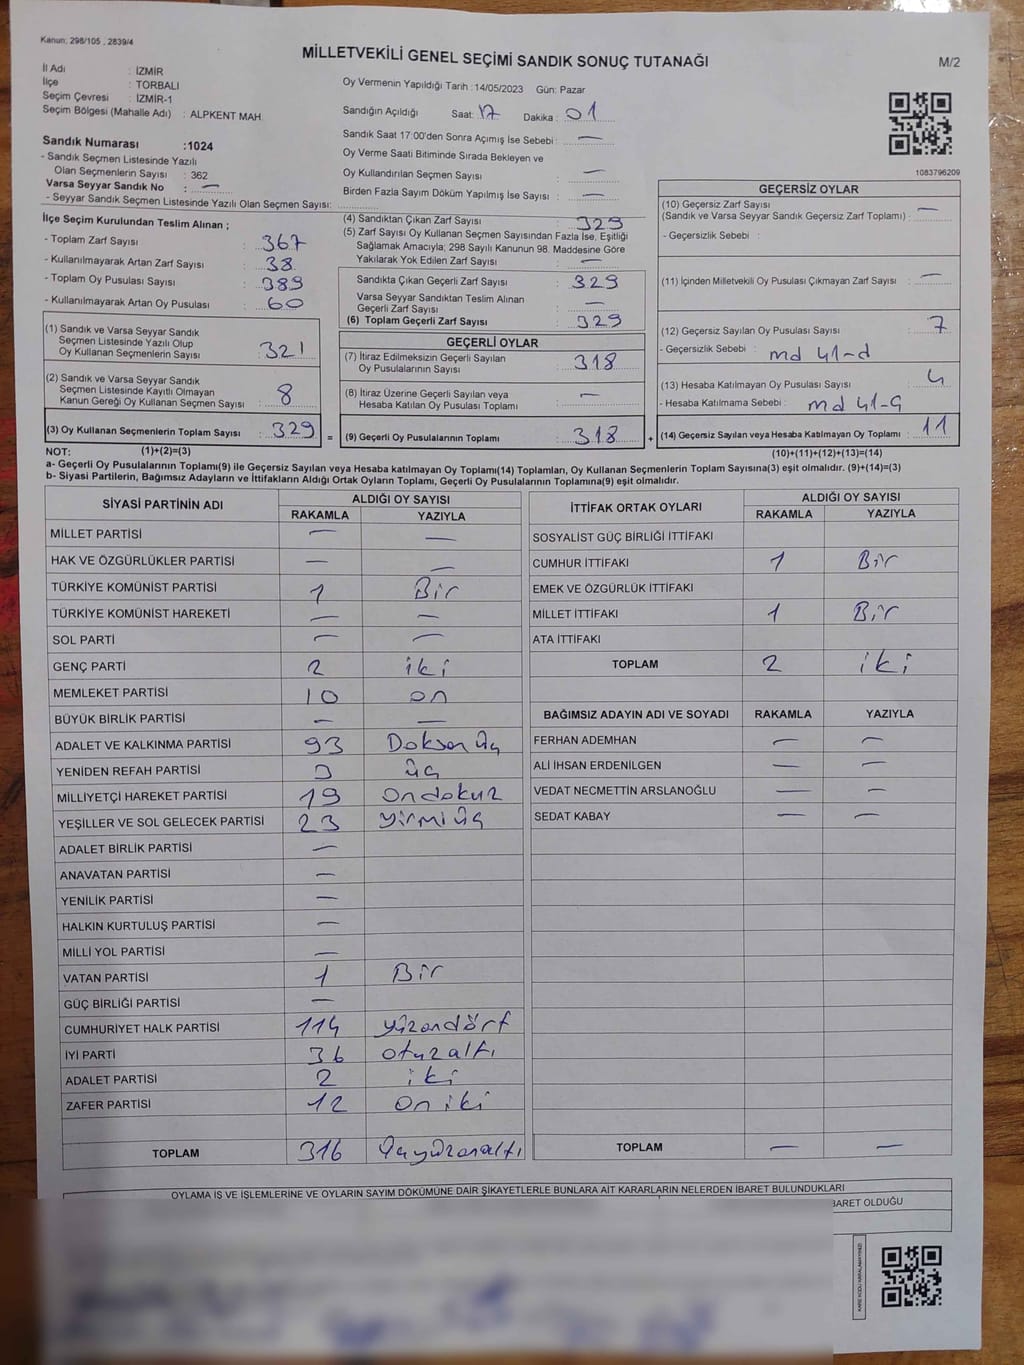 Kanun; 298/105 , 2839/4
MİLLETVEKİLİ GENEL SEÇİMİ SANDIK SONUÇ TUTANAĞI
M/2
İl Adı : İZMİR
İlçe : TORBALI
Seçim Çevresi : İZMİR-1
Seçim Bölgesi (Mahalle Adı) : ALPKENT MAH.
Oy Vermenin Yapıldığı Tarih :14/05/2023 Gün: Pazar
Sandığın Açıldığı Saat: 17 Dakika : 01
Sandık Saat 17:00'den Sonra Açımış İse Sebebi : —
Oy Verme Saati Bitiminde Sırada Bekleyen ve
Oy Kullandırılan Seçmen Sayısı : —
Birden Fazla Sayım Döküm Yapılmış İse Sayısı : —
1083796209
Sandık Numarası :1024
- Sandık Seçmen Listesinde Yazılı
Olan Seçmenlerin Sayısı : 362
Varsa Seyyar Sandık No : —
- Seyyar Sandık Seçmen Listesinde Yazılı Olan Seçmen Sayısı:
İlçe Seçim Kurulundan Teslim Alınan ;
- Toplam Zarf Sayısı : 367
- Kullanılmayarak Artan Zarf Sayısı : 38
- Toplam Oy Pusulası Sayısı : 389
- Kullanılmayarak Artan Oy Pusulası : 60
(1) Sandık ve Varsa Seyyar Sandık
Seçmen Listesinde Yazılı Olup
Oy Kullanan Seçmenlerin Sayısı : 321
(2) Sandık ve Varsa Seyyar Sandık
Seçmen Listesinde Kayıtlı Olmayan
Kanun Gereği Oy Kullanan Seçmen Sayısı : 8
(3) Oy Kullanan Seçmenlerin Toplam Sayısı : 329 =
(4) Sandıktan Çıkan Zarf Sayısı : 329
(5) Zarf Sayısı Oy Kullanan Seçmen Sayısından Fazla İse, Eşitliği
Sağlamak Amacıyla; 298 Sayılı Kanunun 98. Maddesine Göre
Yakılarak Yok Edilen Zarf Sayısı : —
Sandıkta Çıkan Geçerli Zarf Sayısı : 329
Varsa Seyyar Sandıktan Teslim Alınan
Geçerli Zarf Sayısı : —
(6) Toplam Geçerli Zarf Sayısı : 329
GEÇERLİ OYLAR
(7) İtiraz Edilmeksizin Geçerli Sayılan
Oy Pusulalarının Sayısı : 318
(8) İtiraz Üzerine Geçerli Sayılan veya
Hesaba Katılan Oy Pusulası Toplamı : —
(9) Geçerli Oy Pusulalarının Toplamı : 318 +
GEÇERSİZ OYLAR
(10) Geçersiz Zarf Sayısı
(Sandık ve Varsa Seyyar Sandık Geçersiz Zarf Toplamı) : —
- Geçersizlik Sebebi :
(11) İçinden Milletvekili Oy Pusulası Çıkmayan Zarf Sayısı : —
(12) Geçersiz Sayılan Oy Pusulası Sayısı : 7
- Geçersizlik Sebebi : md 41-d
(13) Hesaba Katılmayan Oy Pusulası Sayısı : 4
- Hesaba Katılmama Sebebi : md 41-G
(14) Geçersiz Sayılan veya Hesaba Katılmayan Oy Toplamı : 11
NOT: (1)+(2)=(3)
(10)+(11)+(12)+(13)=(14)
a- Geçerli Oy Pusulalarının Toplamı(9) ile Geçersiz Sayılan veya Hesaba katılmayan Oy Toplamı(14) Toplamları, Oy Kullanan Seçmenlerin Toplam Sayısına(3) eşit olmalıdır. (9)+(14)=(3)
b- Siyasi Partilerin, Bağımsız Adayların ve İttifakların Aldığı Ortak Oyların Toplamı, Geçerli Oy Pusulalarının Toplamına(9) eşit olmalıdır.
SİYASİ PARTİNİN ADI ALDIĞI OY SAYISI
RAKAMLA YAZIYLA
MİLLET PARTİSİ — —
HAK VE ÖZGÜRLÜKLER PARTİSİ — —
TÜRKİYE KOMÜNİST PARTİSİ 1 Bir
TÜRKİYE KOMÜNİST HAREKETİ — —
SOL PARTİ — —
GENÇ PARTİ 2 iki
MEMLEKET PARTİSİ 10 on
BÜYÜK BİRLİK PARTİSİ — —
ADALET VE KALKINMA PARTİSİ 93 Doksan üç
YENİDEN REFAH PARTİSİ 3 üç
MİLLİYETÇİ HAREKET PARTİSİ 19 ondokuz
YEŞİLLER VE SOL GELECEK PARTİSİ 23 yirmi üç
ADALET BİRLİK PARTİSİ —
ANAVATAN PARTİSİ —
YENİLİK PARTİSİ —
HALKIN KURTULUŞ PARTİSİ —
MİLLİ YOL PARTİSİ —
VATAN PARTİSİ 1 Bir
GÜÇ BİRLİĞİ PARTİSİ —
CUMHURİYET HALK PARTİSİ 114 yüzondört
İYİ PARTİ 36 otuzaltı
ADALET PARTİSİ 2 iki
ZAFER PARTİSİ 12 on iki
TOPLAM 316 üçyüzonaltı
İTTİFAK ORTAK OYLARI ALDIĞI OY SAYISI
RAKAMLA YAZIYLA
SOSYALİST GÜÇ BİRLİĞİ İTTİFAKI
CUMHUR İTTİFAKI 1 Bir
EMEK VE ÖZGÜRLÜK İTTİFAKI
MİLLET İTTİFAKI 1 Bir
ATA İTTİFAKI
TOPLAM 2 iki
BAĞIMSIZ ADAYIN ADI VE SOYADI RAKAMLA YAZIYLA
FERHAN ADEMHAN — —
ALİ İHSAN ERDENİLGEN — —
VEDAT NECMETTİN ARSLANOĞLU — —
SEDAT KABAY — —
TOPLAM — —
OYLAMA İŞ VE İŞLEMLERİNE VE OYLARIN SAYIM DÖKÜMÜNE DAİR ŞİKAYETLERLE BUNLARA AİT KARARLARIN NELERDEN İBARET BULUNDUKLARI
BARET OLDUĞU
KARE KODU KARALAMAYINIZ!